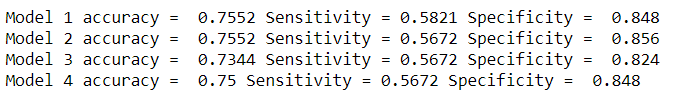 Model 1 accuracy =  0.7552 Sensitivity = 0.5821 Specificity =  0.848
Model 2 accuracy =  0.7552 Sensitivity = 0.5672 Specificity =  0.856
Model 3 accuracy =  0.7344 Sensitivity = 0.5672 Specificity =  0.824
Model 4 accuracy =  0.75 Sensitivity = 0.5672 Specificity =  0.848